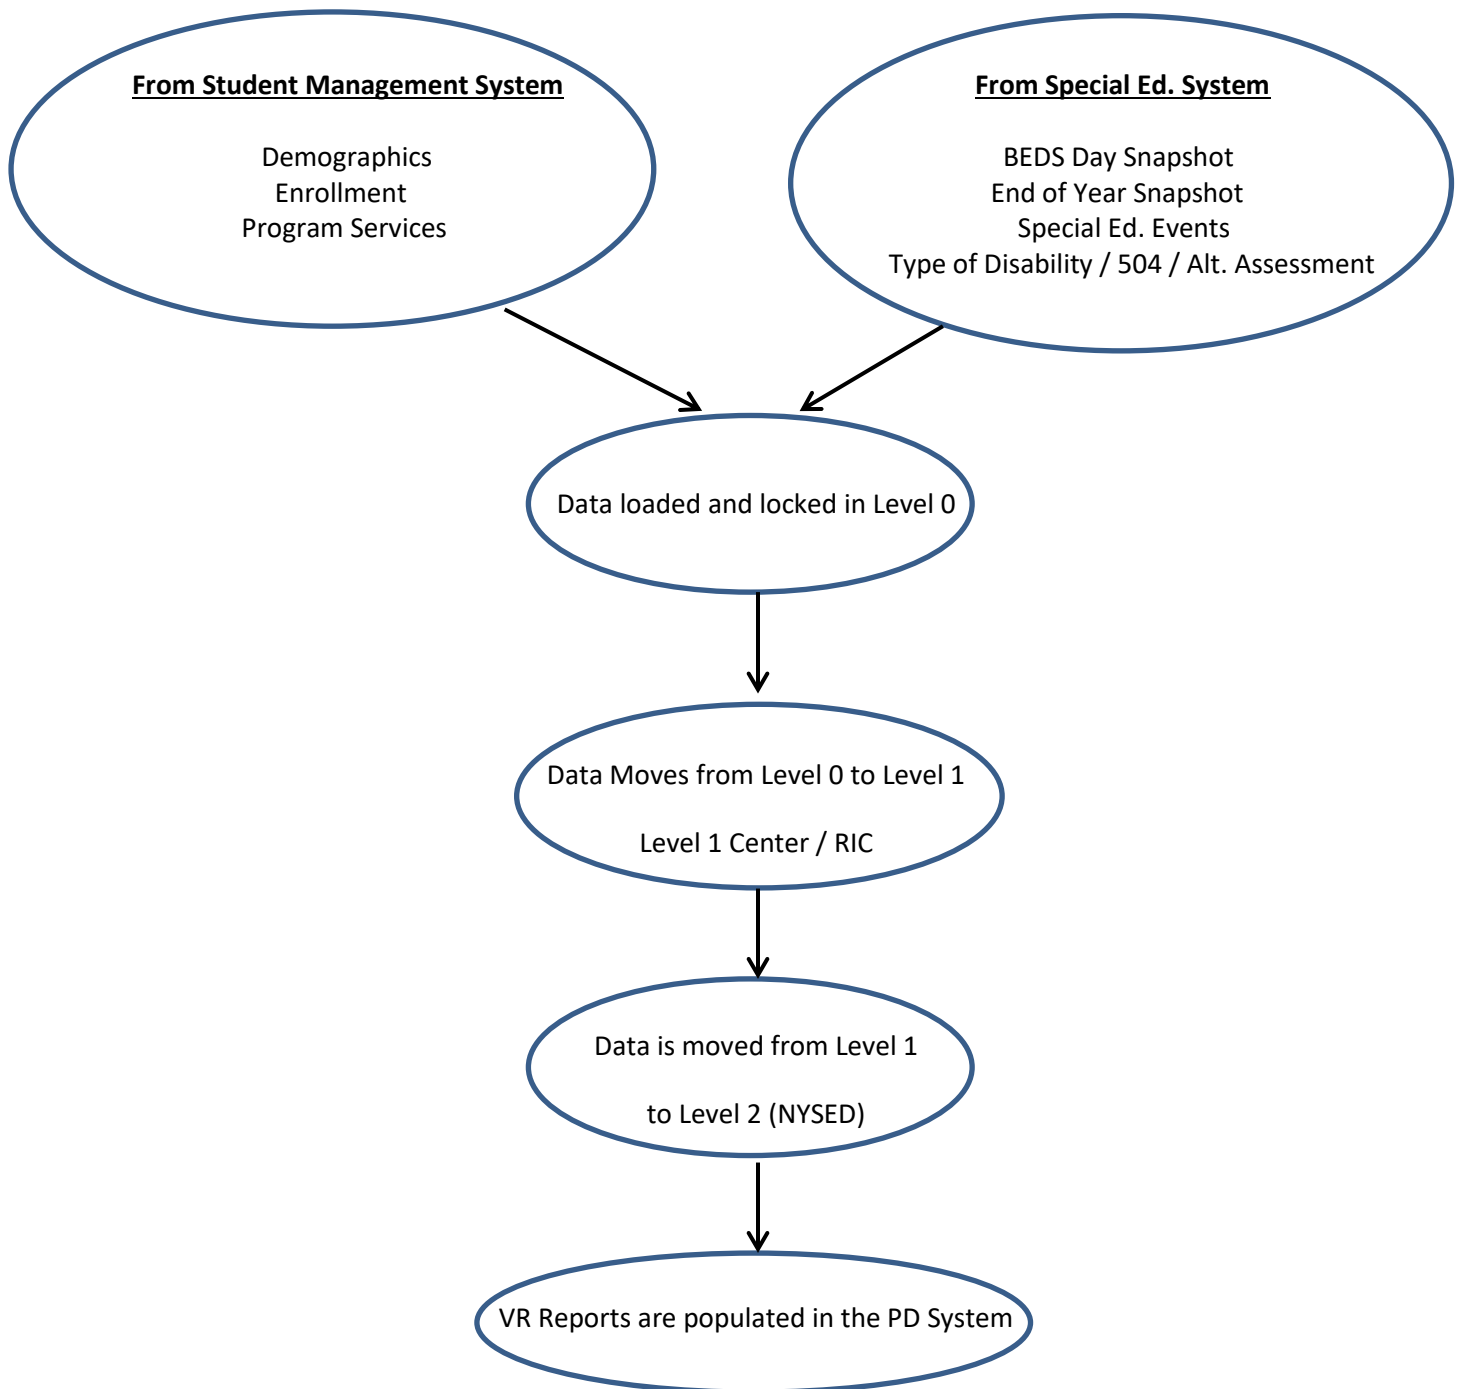 From Student Management System
Demographics
Enrollment
Program Services
From Special Ed. System
BEDS Day Snapshot
End of Year Snapshot
Special Ed. Events
Type of Disability / 504 / Alt. Assessment
Data loaded and locked in Level 0
Data Moves from Level 0 to Level 1
Level 1 Center / RIC
Data is moved from Level 1
to Level 2 (NYSED)
VR Reports are populated in the PD System